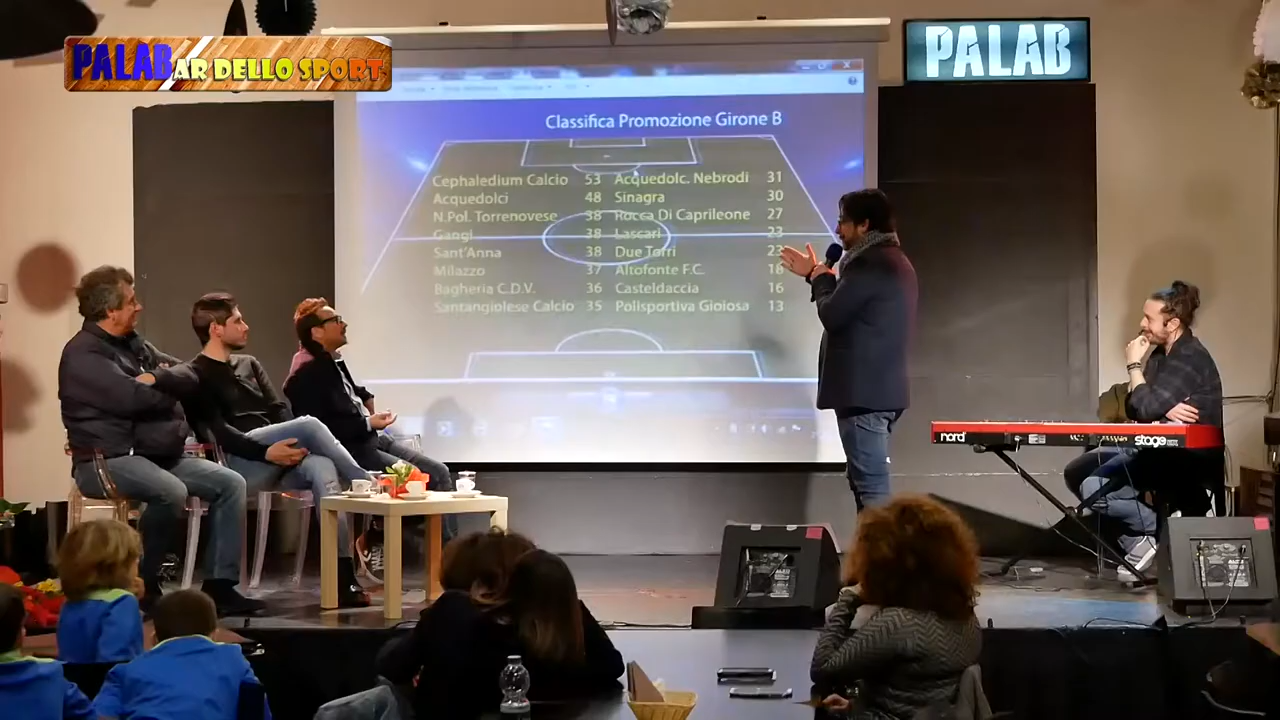 PALABAR DELLO SPORT
PALAB
Classifica Promozione Girone B
Cephaledium Calcio 53 Acquedolc. Nebrodi 31
Acquedolci 48 Sinagra 30
N.Pol. Torrenovese 38 Rocca Di Caprileone 27
Gangi 38 Lascari 23
Sant'Anna 38 Due Torri 23
Milazzo 37 Altofonte F.C. 18
Bagheria C.D.V. 36 Casteldaccia 16
Santangiolese Calcio 35 Polisportiva Gioiosa 13
nord stage